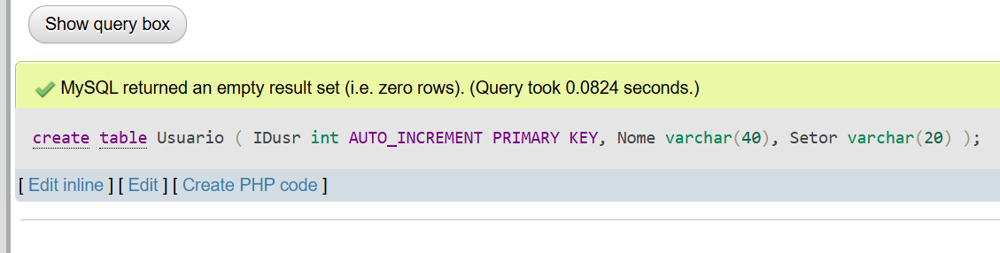 Show query box
MySQL returned an empty result set (i.e. zero rows). (Query took 0.0824 seconds.)
create table Usuario ( IDusr int AUTO_INCREMENT PRIMARY KEY, Nome varchar(40), Setor varchar(20) );
[ Edit inline ] [ Edit ] [ Create PHP code ]